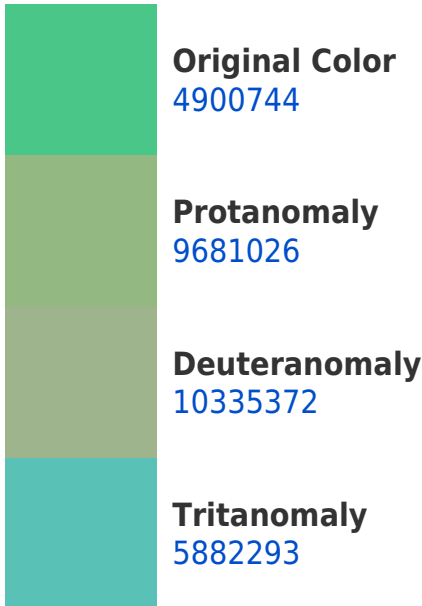 Original Color
4900744
Protanomaly
9681026
Deuteranomaly
10335372
Tritanomaly
5882293